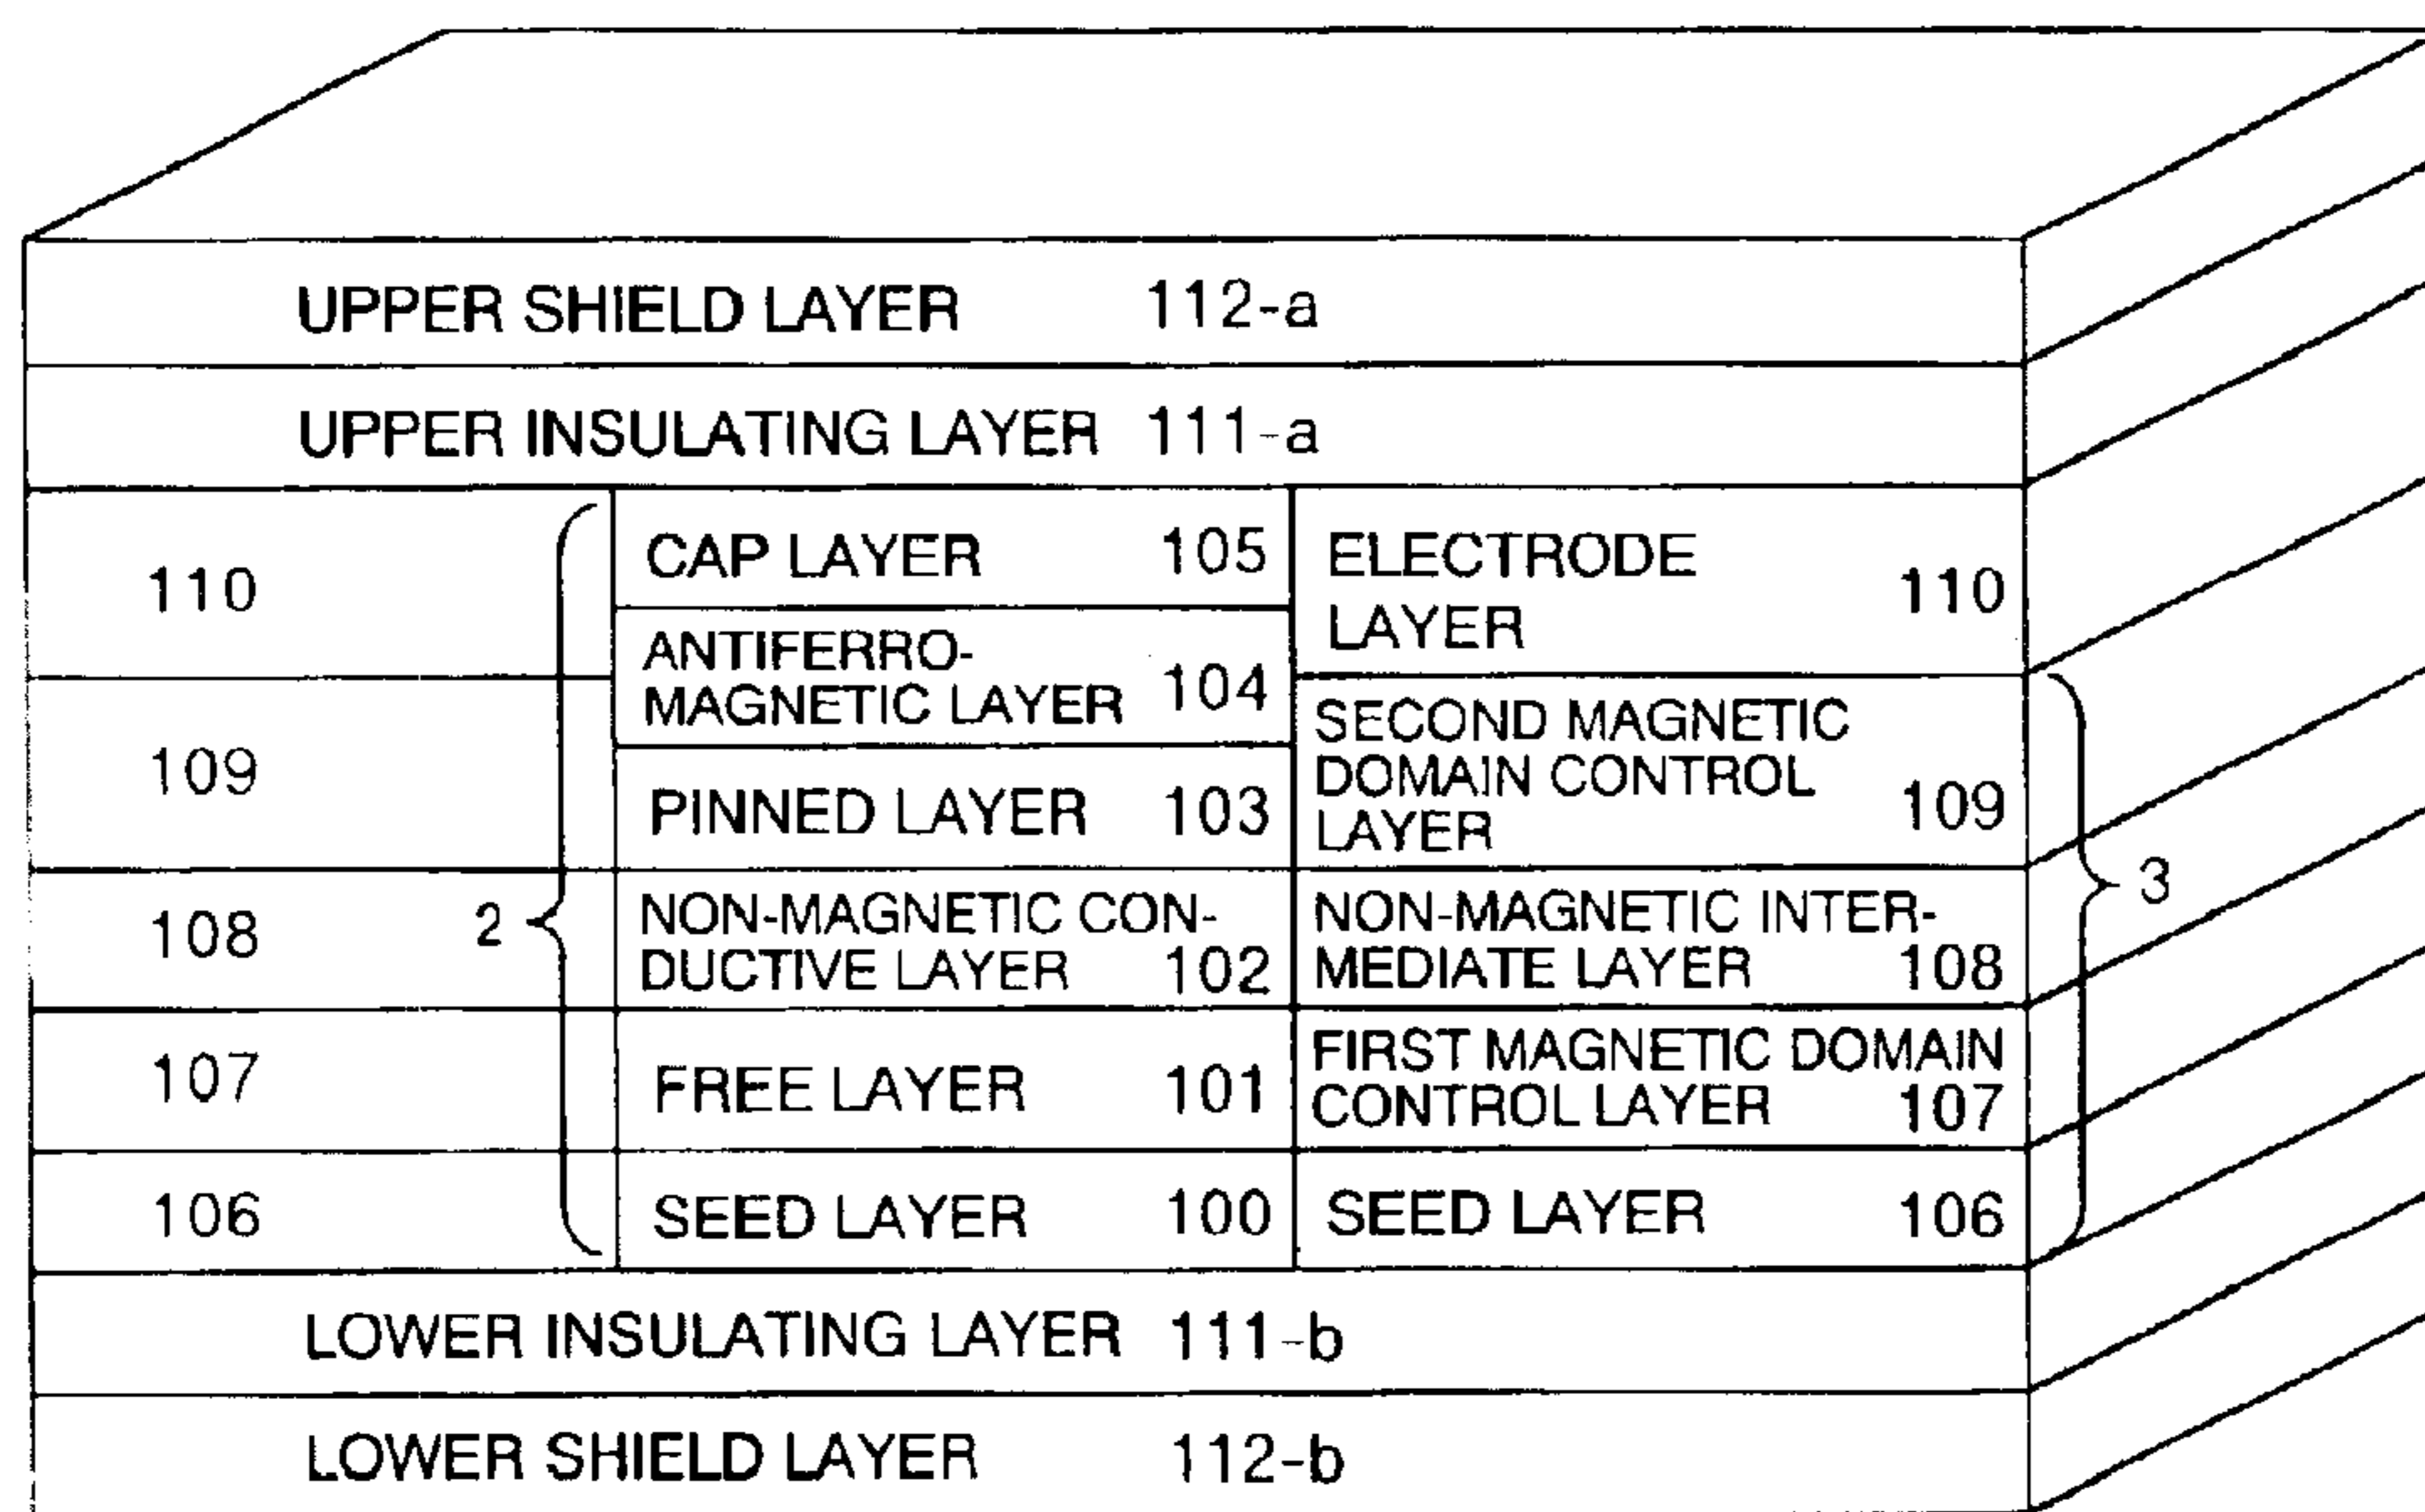 UPPER SHIELD LAYER 112-a
UPPER INSULATING LAYER 111-a
110
109
108
107
106
2
CAP LAYER 105
ANTIFERRO-
MAGNETIC LAYER 104
PINNED LAYER 103
NON-MAGNETIC CON-
DUCTIVE LAYER 102
FREE LAYER 101
SEED LAYER 100
ELECTRODE
LAYER 110
SECOND MAGNETIC
DOMAIN CONTROL
LAYER 109
NON-MAGNETIC INTER-
MEDIATE LAYER 108
FIRST MAGNETIC DOMAIN
CONTROL LAYER 107
SEED LAYER 106
3
LOWER INSULATING LAYER 111-b
LOWER SHIELD LAYER 112-b